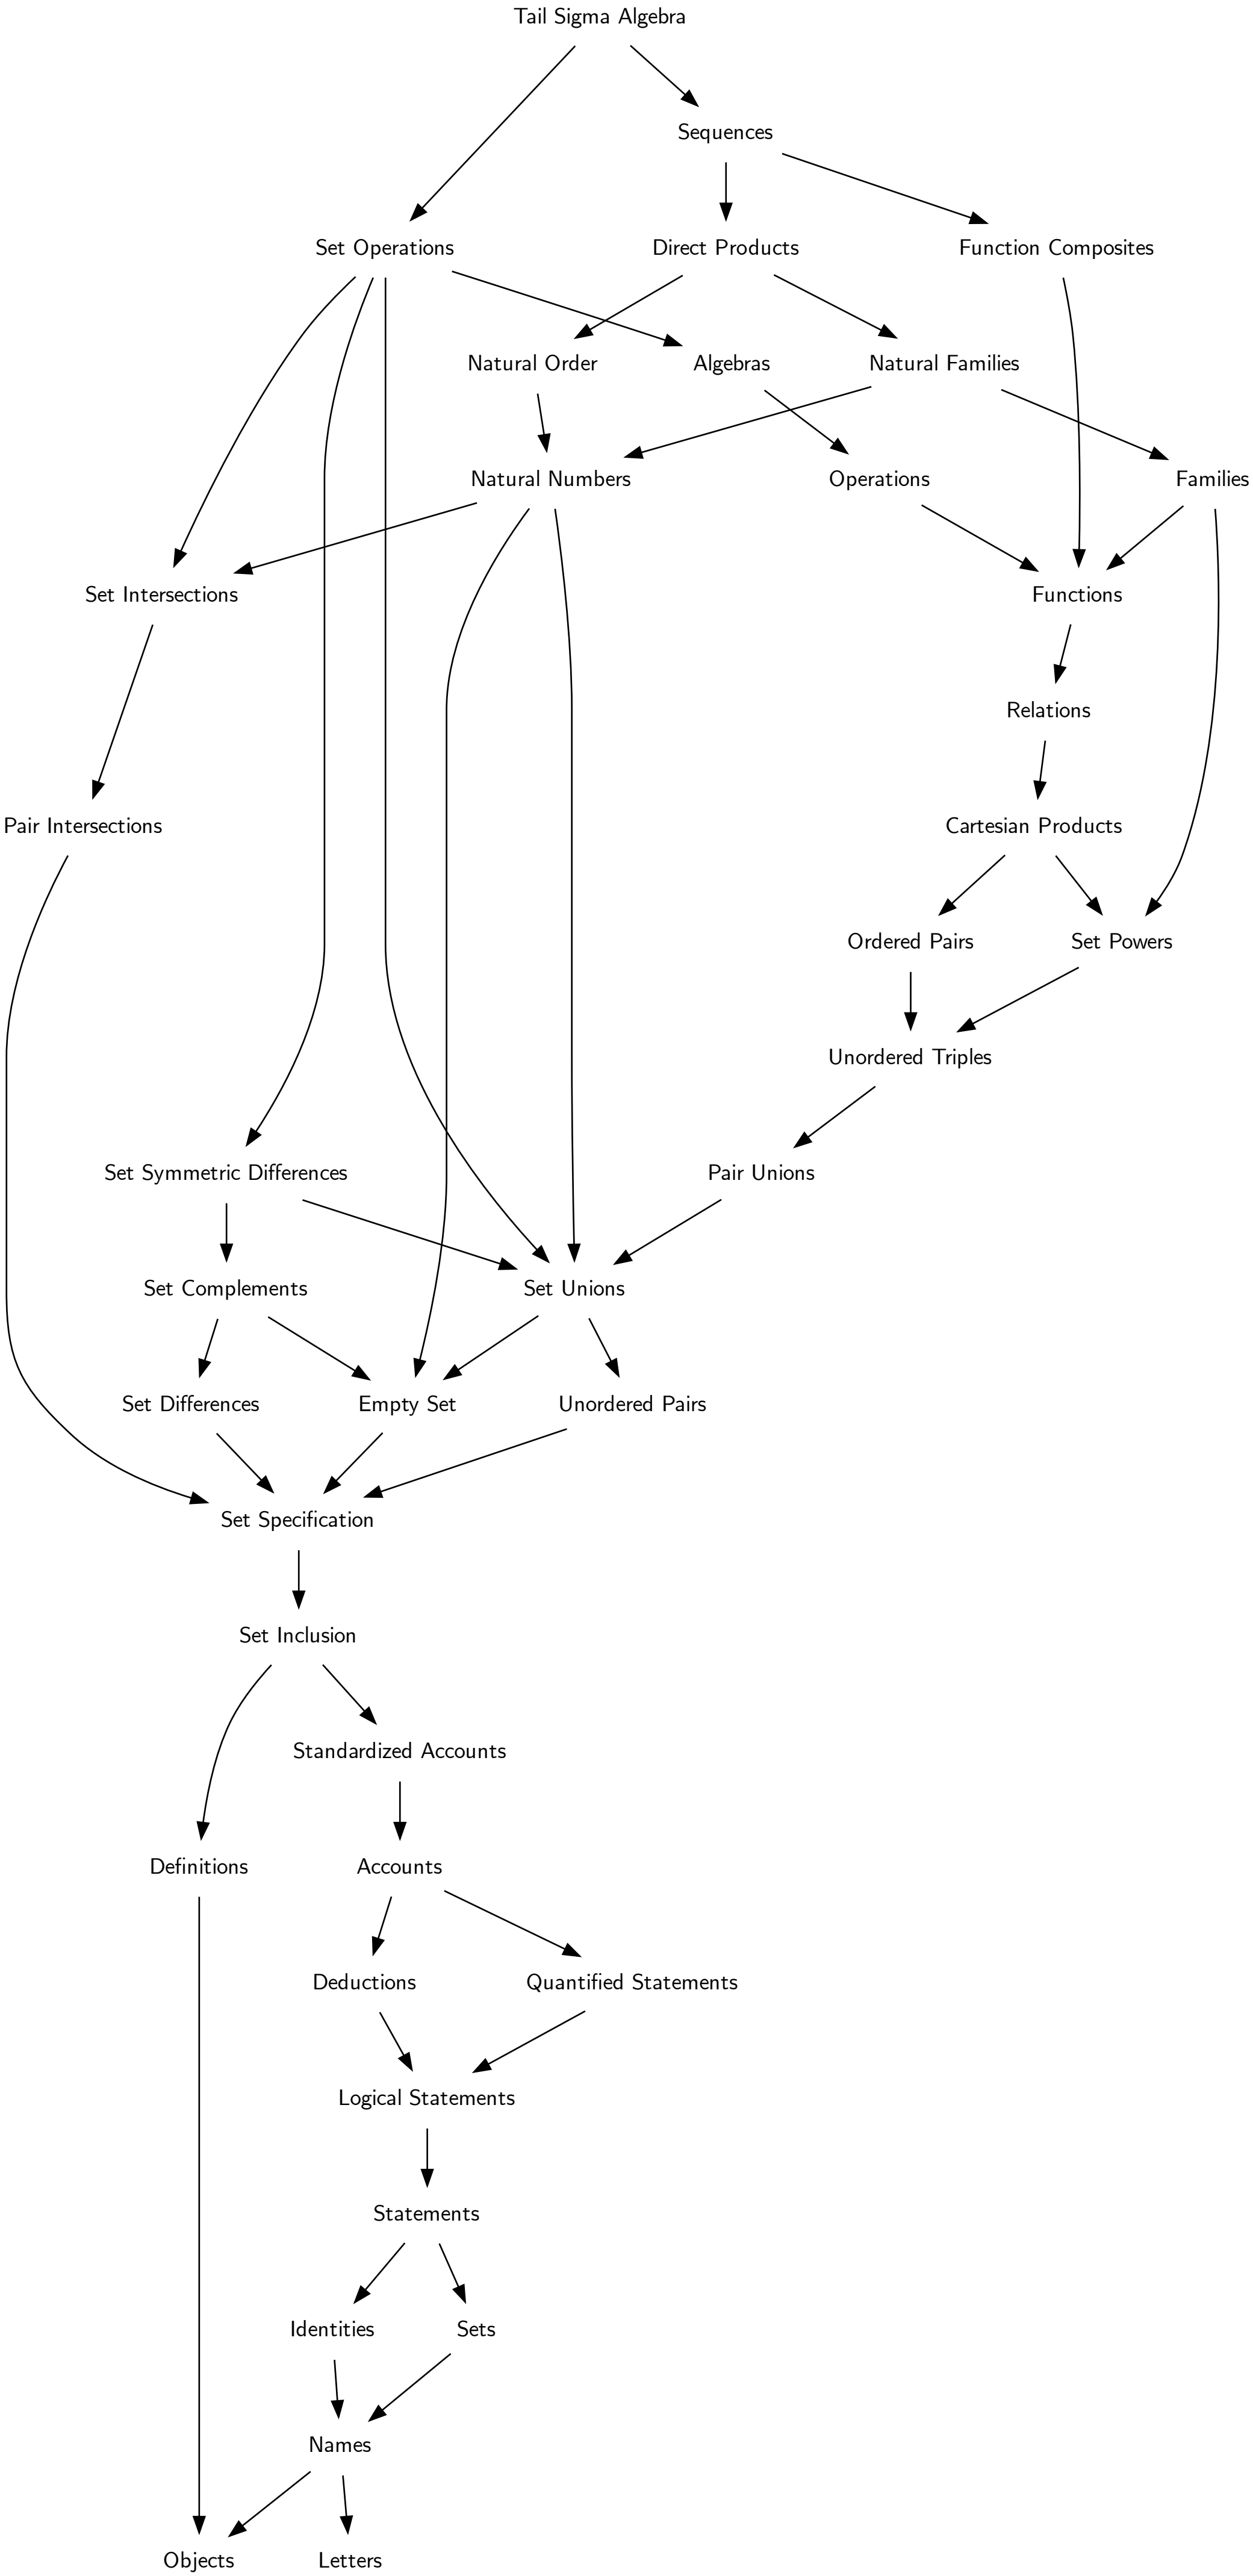 Tail Sigma Algebra
Sequences
Set Operations
Direct Products
Function Composites
Natural Order
Algebras
Natural Families
Natural Numbers
Operations
Families
Set Intersections
Functions
Relations
Pair Intersections
Cartesian Products
Ordered Pairs
Set Powers
Unordered Triples
Set Symmetric Differences
Pair Unions
Set Complements
Set Unions
Set Differences
Empty Set
Unordered Pairs
Set Specification
Set Inclusion
Standardized Accounts
Definitions
Accounts
Deductions
Quantified Statements
Logical Statements
Statements
Identities
Sets
Names
Objects
Letters